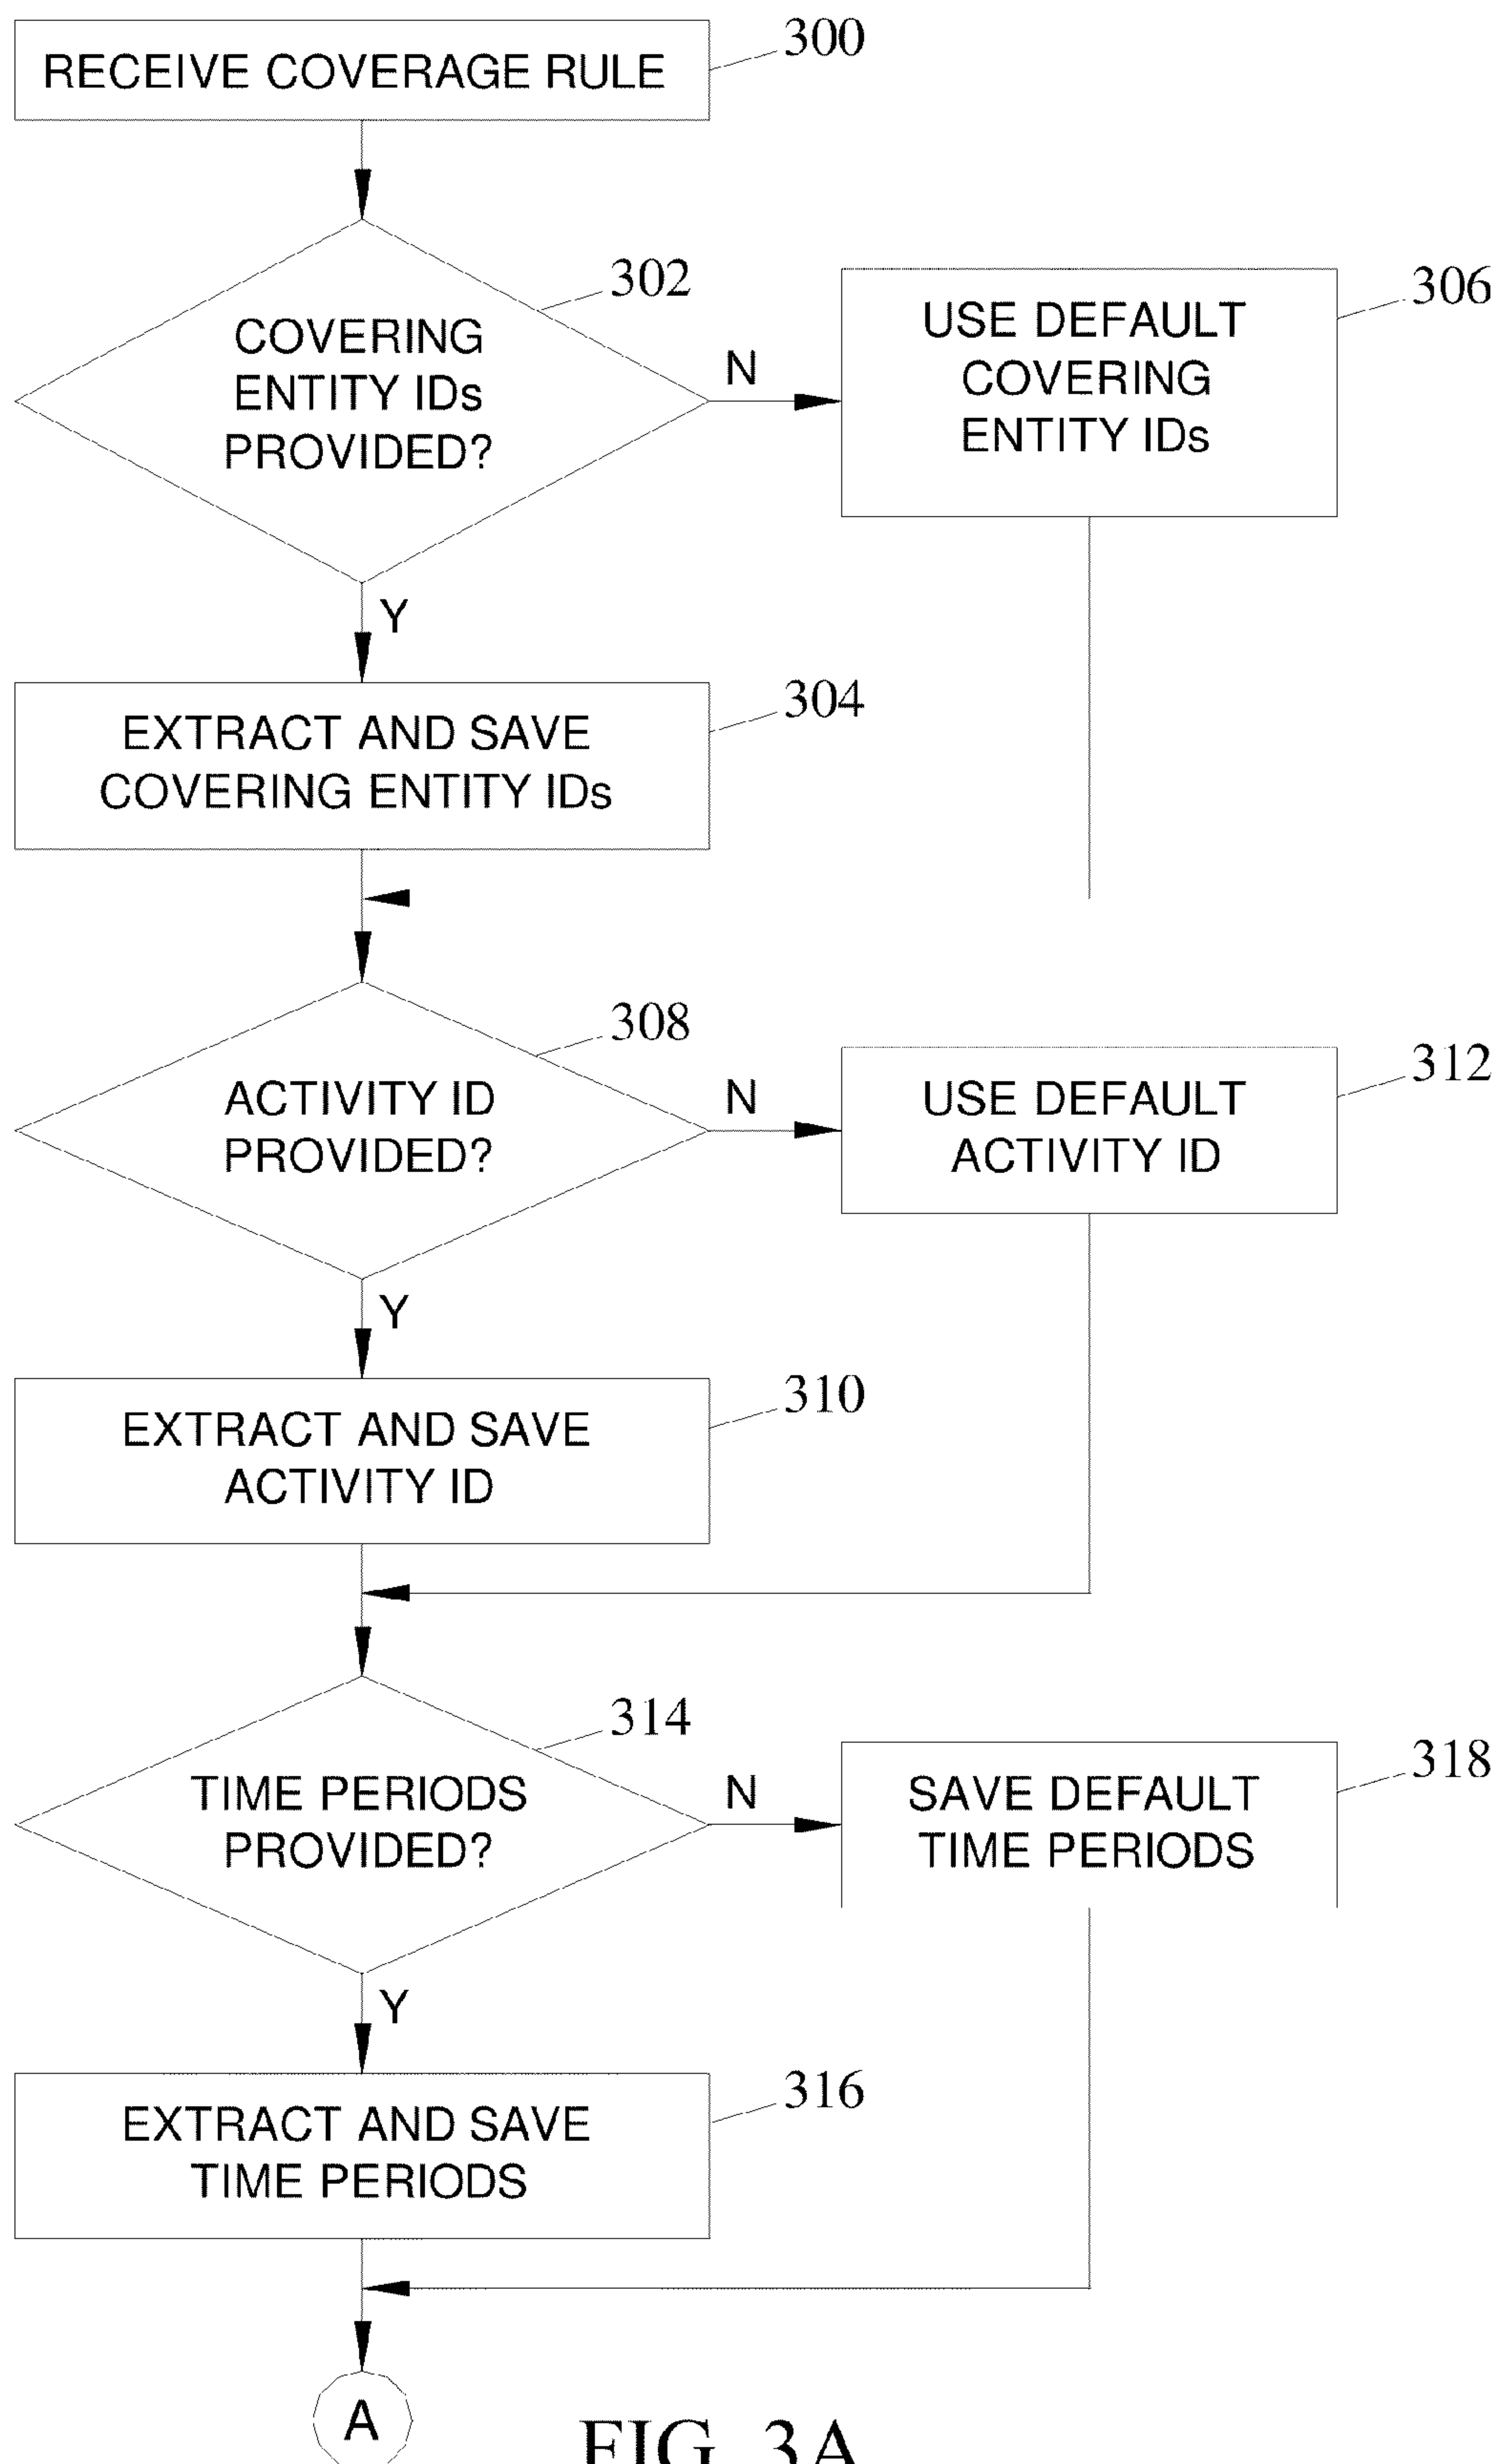 RECEIVE COVERAGE RULE
300
302
COVERING
ENTITY IDs
PROVIDED?
N
USE DEFAULT
COVERING
ENTITY IDs
306
Y
EXTRACT AND SAVE
COVERING ENTITY IDs
304
308
ACTIVITY ID
PROVIDED?
N
USE DEFAULT
ACTIVITY ID
312
Y
EXTRACT AND SAVE
ACTIVITY ID
310
314
TIME PERIODS
PROVIDED?
N
SAVE DEFAULT
TIME PERIODS
318
Y
EXTRACT AND SAVE
TIME PERIODS
316
A
FIG. 3A